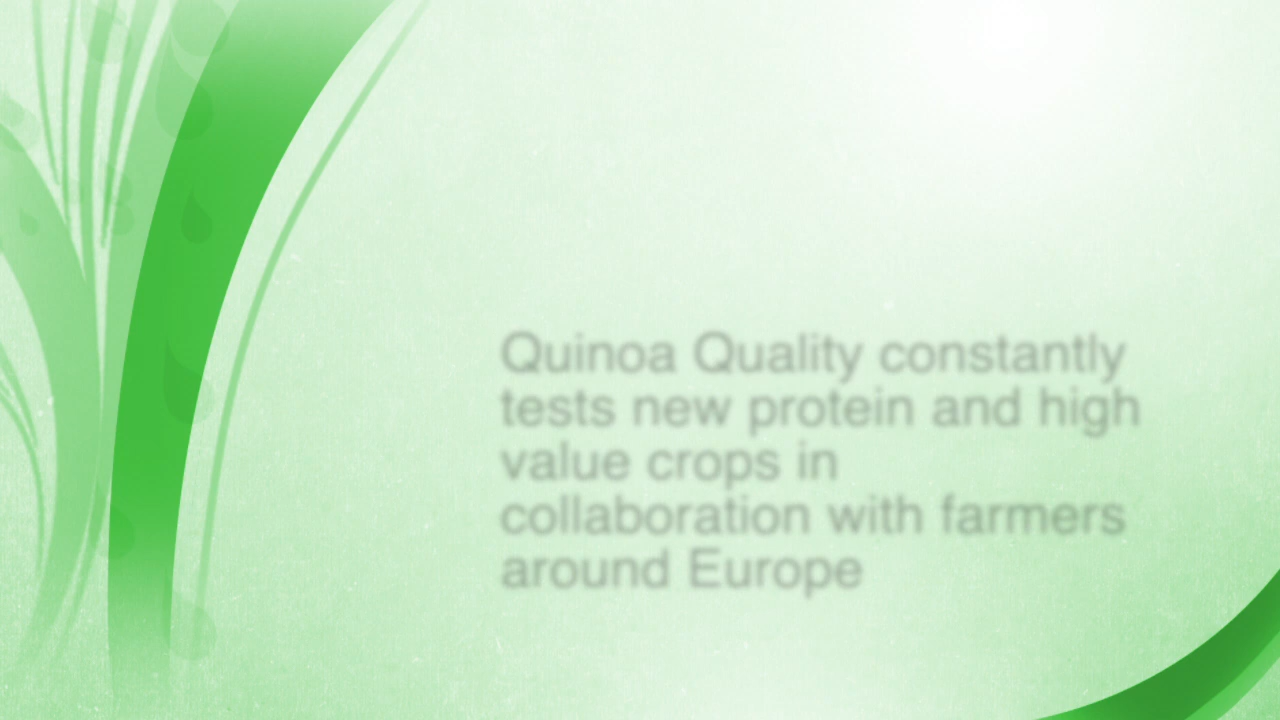 Quinoa Quality constantly
tests new protein and high
value crops in
collaboration with farmers
around Europe